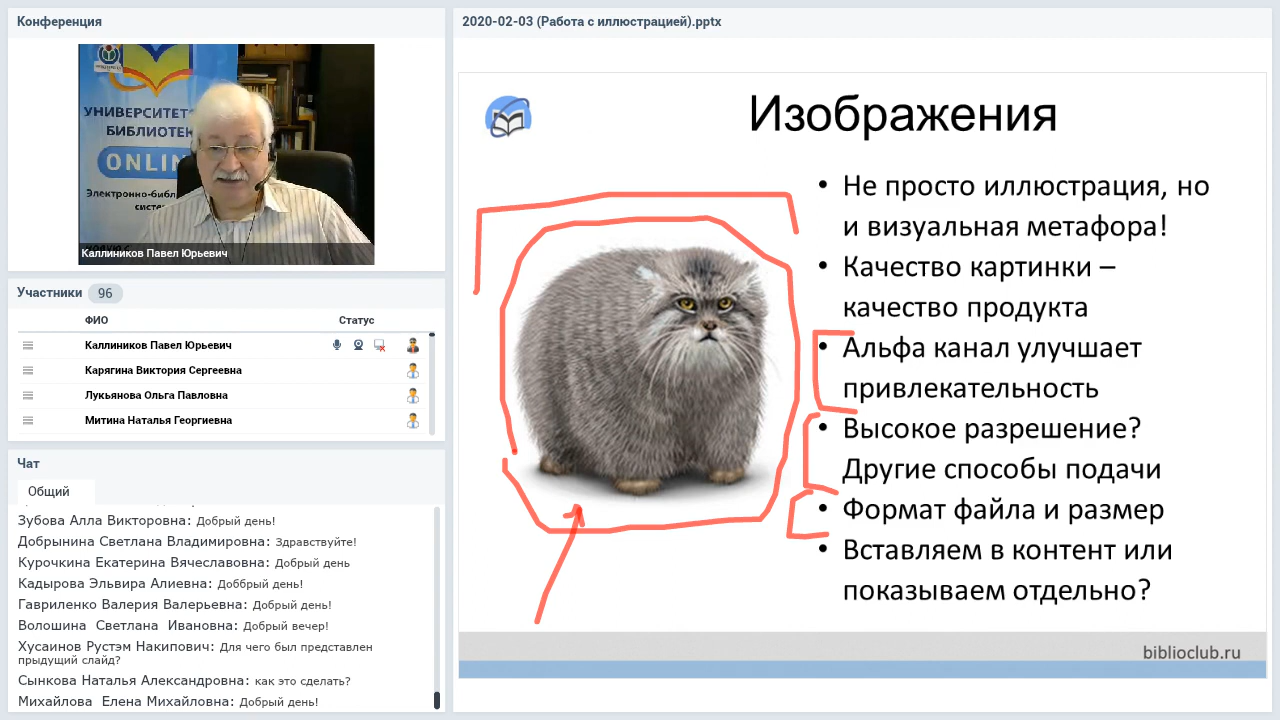 Конференция
УНИВЕРСИТЕТ
БИБЛИОТЕК
ONLIN
Электронно-библ
систем
Каллиников Павел Юрьевич
Участники 96
ФИО Статус
Каллиников Павел Юрьевич
Карягина Виктория Сергеевна
Лукьянова Ольга Павловна
Митина Наталья Георгиевна
Чат
Общий
Зубова Алла Викторовна: Добрый день!
Добрынина Светлана Владимировна: Здравствуйте!
Курочкина Екатерина Вячеславовна: Добрый день
Кадырова Эльвира Алиевна: Доббрый день!
Гавриленко Валерия Валерьевна: Добрый день!
Волошина Светлана Ивановна: Добрый вечер!
Хусаинов Рустэм Накипович: Для чего был представлен
прыдущий слайд?
Сынкова Наталья Александровна: как это сделать?
Михайлова Елена Михайловна: Добрый день!
2020-02-03 (Работа с иллюстрацией).pptx
Изображения
• Не просто иллюстрация, но
и визуальная метафора!
• Качество картинки –
качество продукта
• Альфа канал улучшает
привлекательность
• Высокое разрешение?
Другие способы подачи
• Формат файла и размер
• Вставляем в контент или
показываем отдельно?
biblioclub.ru